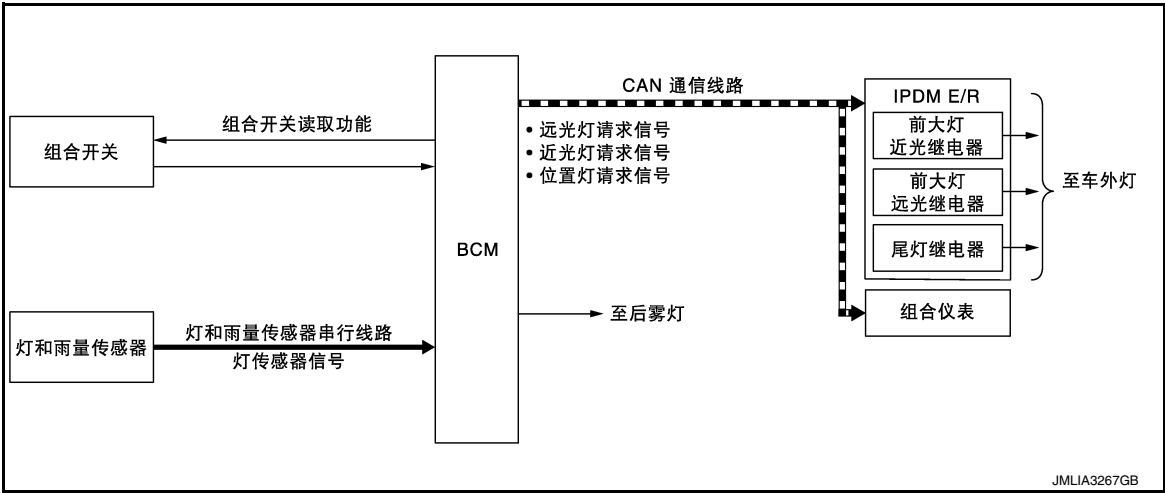 CAN 通信线路
IPDM E/R
前大灯
近光继电器
前大灯
远光继电器
尾灯继电器
至车外灯
组合仪表
组合开关
组合开关读取功能
• 远光灯请求信号
• 近光灯请求信号
• 位置灯请求信号
BCM
至后雾灯
灯和雨量传感器
灯和雨量传感器串行线路
灯传感器信号
JMLIA3267GB